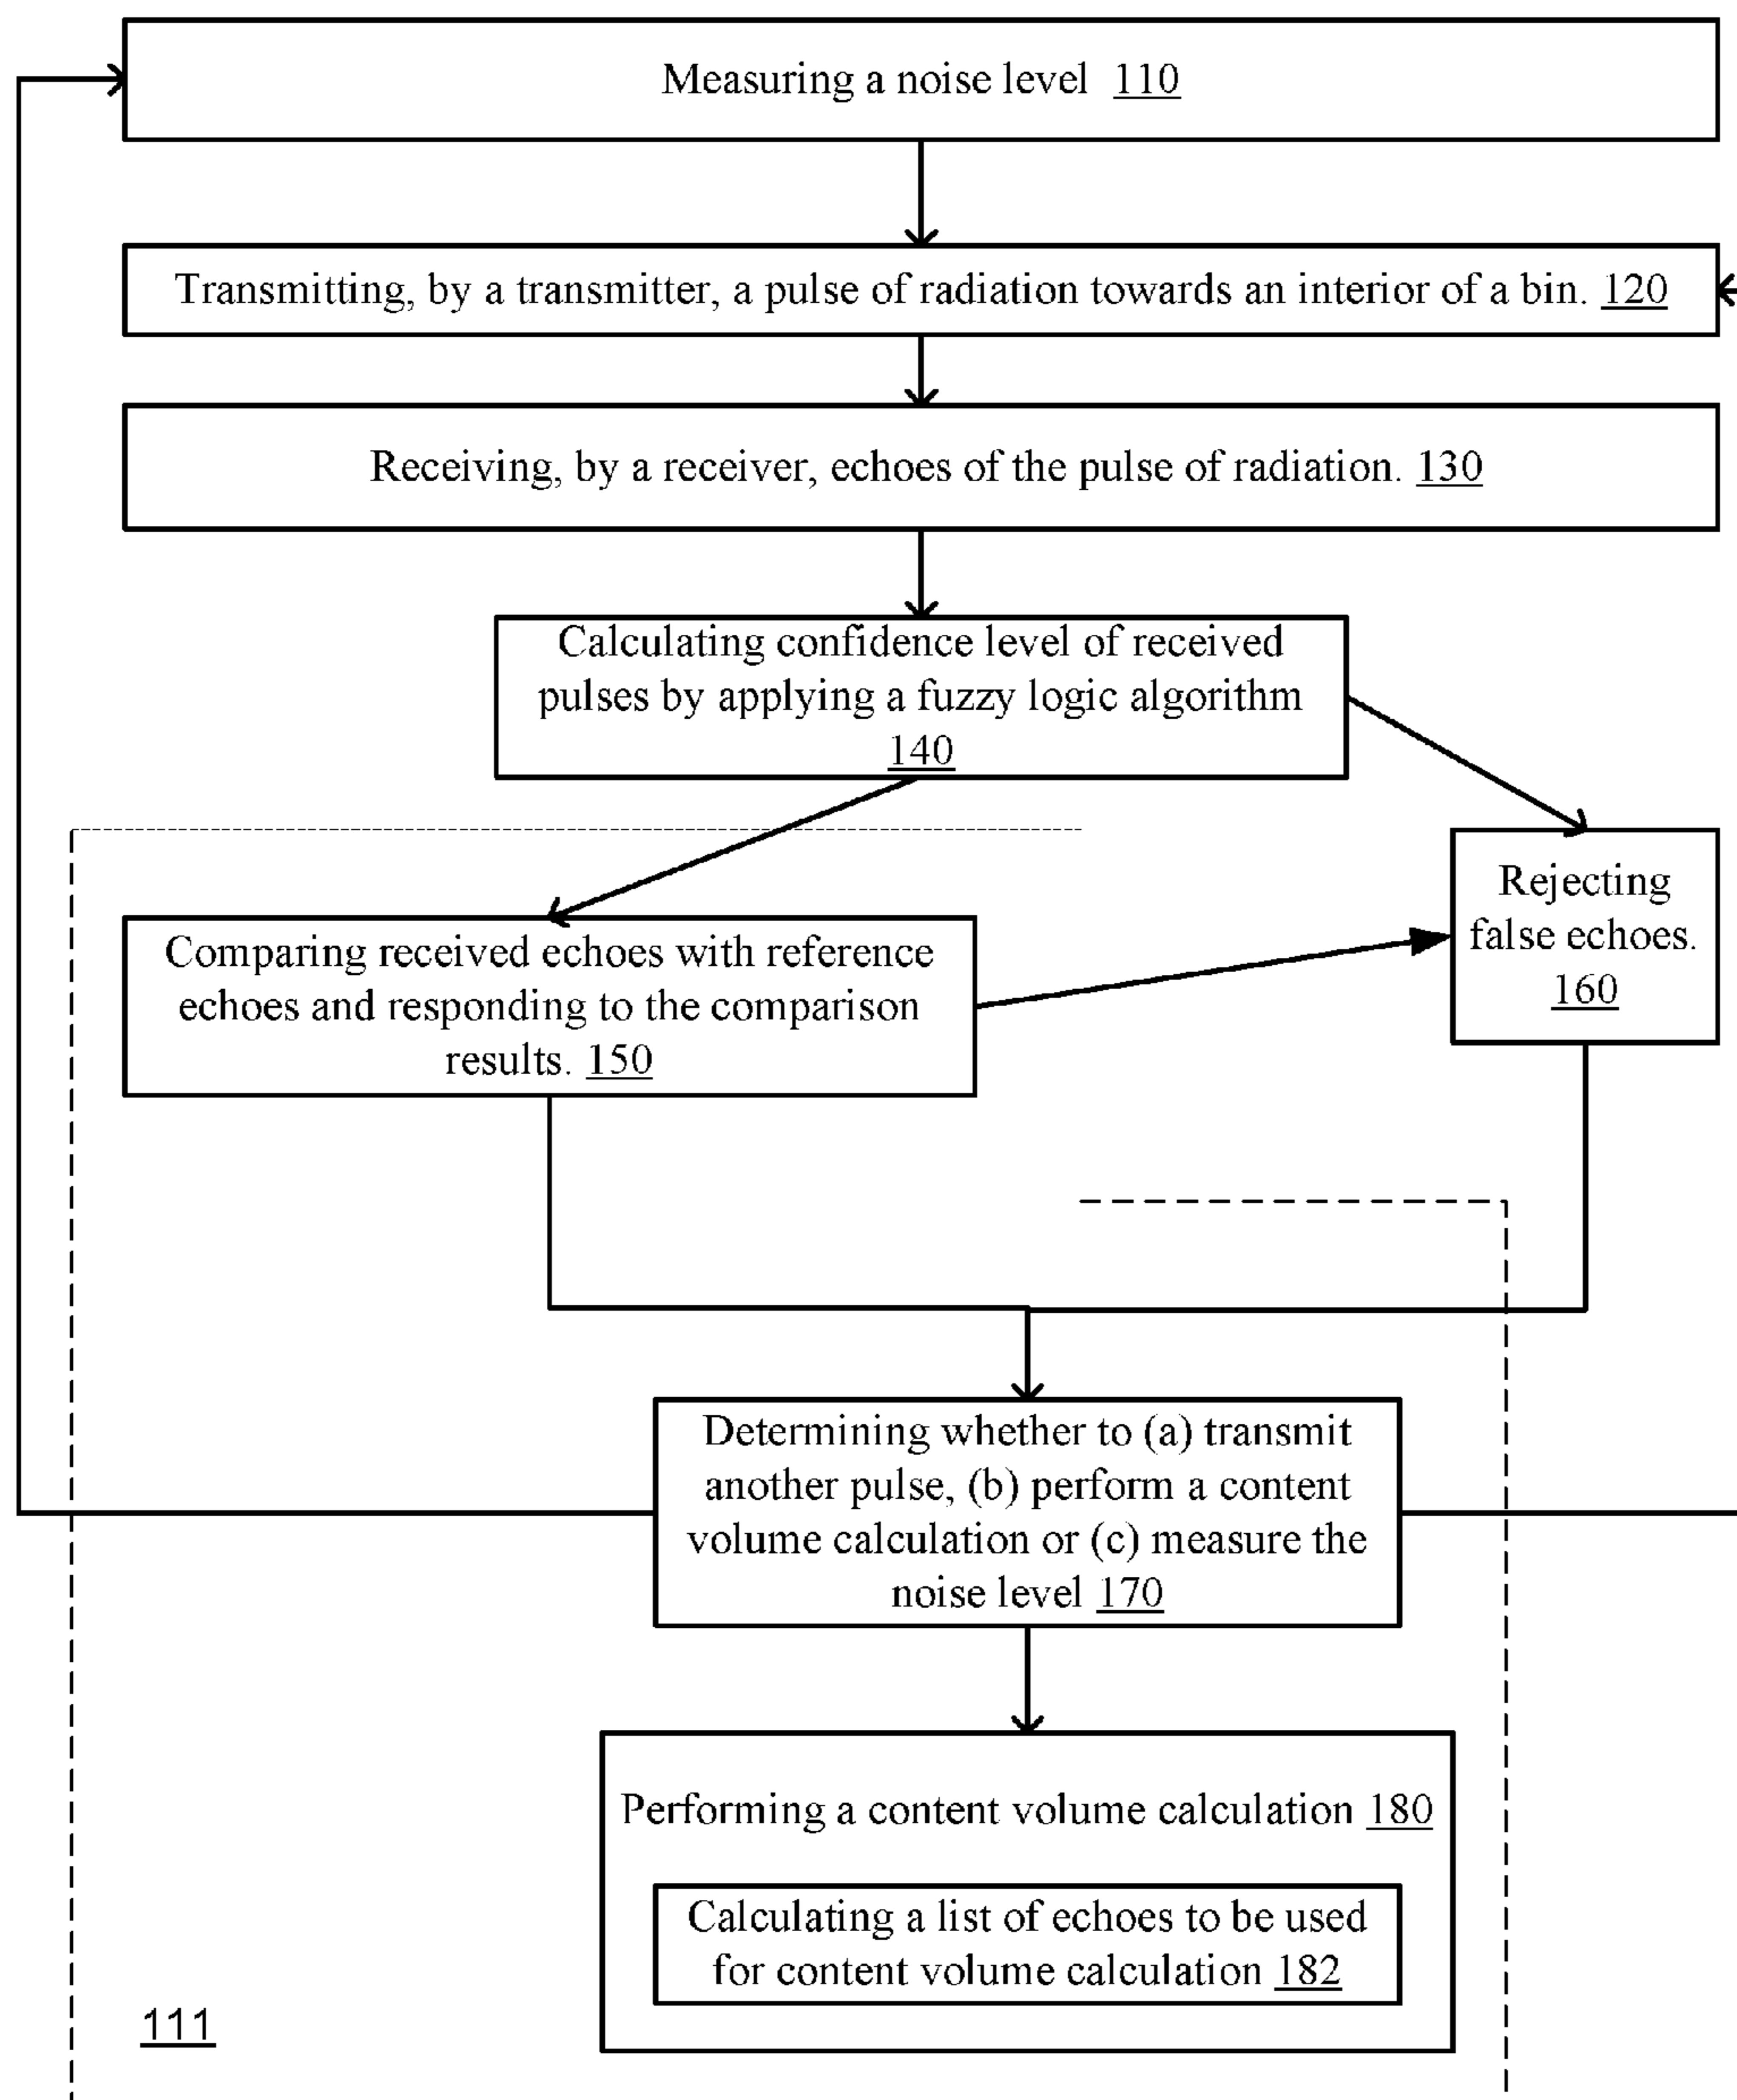 Measuring a noise level 110
Transmitting, by a transmitter, a pulse of radiation towards an interior of a bin. 120
Receiving, by a receiver, echoes of the pulse of radiation. 130
Calculating confidence level of received
pulses by applying a fuzzy logic algorithm
140
Rejecting
false echoes.
160
Comparing received echoes with reference
echoes and responding to the comparison
results. 150
Determining whether to (a) transmit
another pulse, (b) perform a content
volume calculation or (c) measure the
noise level 170
Performing a content volume calculation 180
Calculating a list of echoes to be used
for content volume calculation 182
111